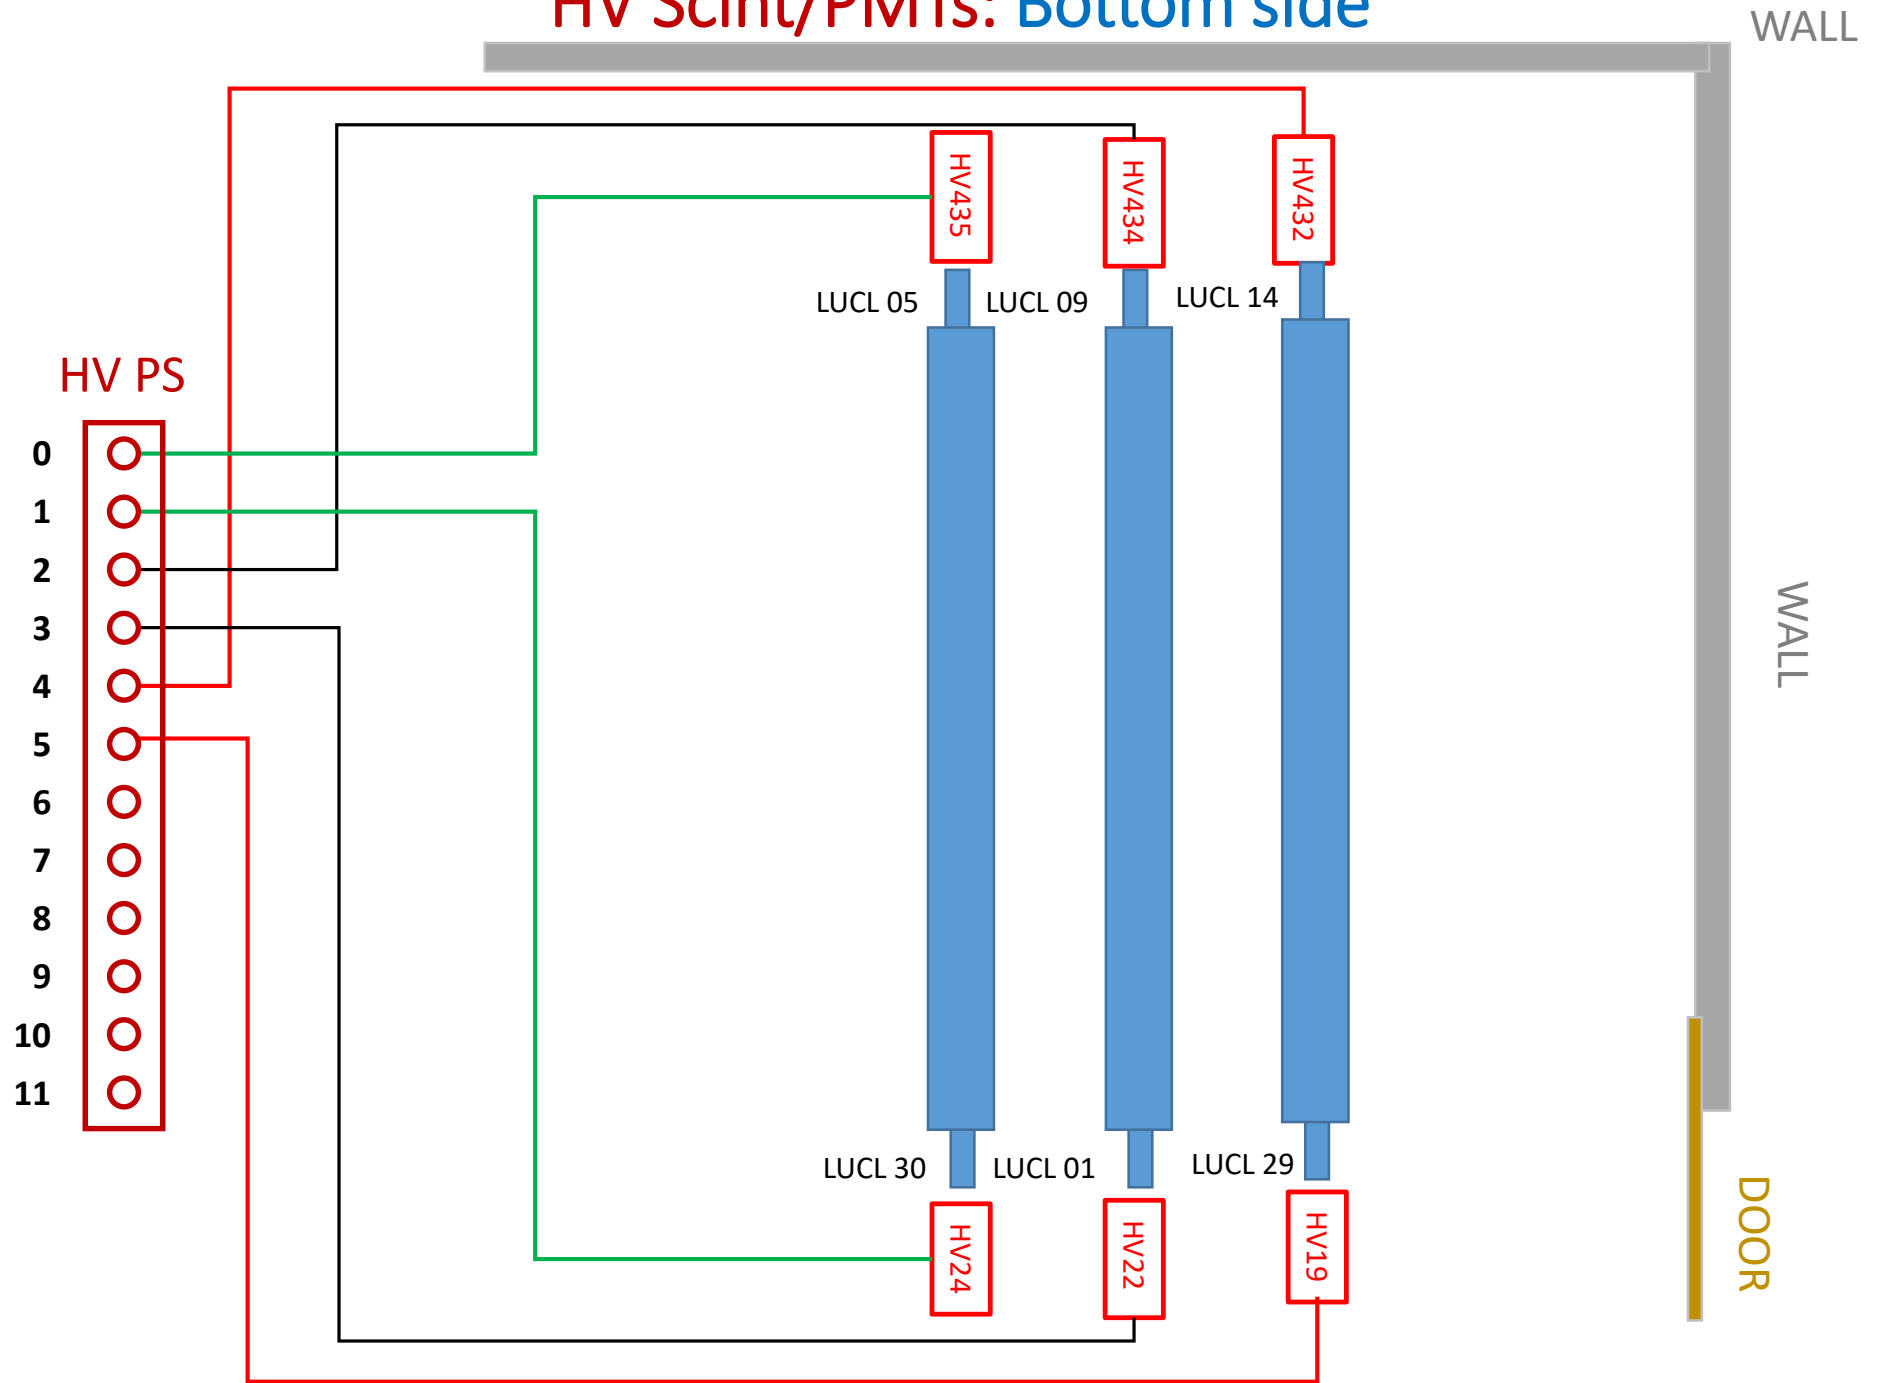 HV Scint/PMTs: Bottom side
WALL
HV435
HV434
HV432
LUCL 05
LUCL 09
LUCL 14
HV PS
0
1
2
3
4
5
6
7
8
9
10
11
WALL
LUCL 30
LUCL 01
LUCL 29
HV24
HV22
HV19
DOOR